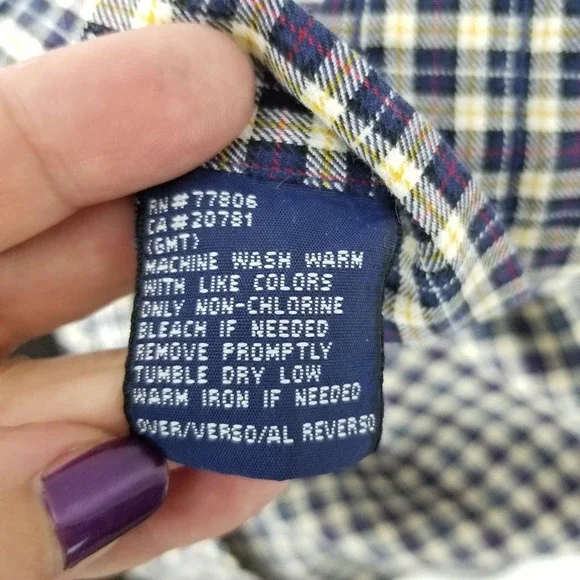 RN#77806
CA#20781
(GMT)
MACHINE WASH WARM
WITH LIKE COLORS
ONLY NON-CHLORINE
BLEACH IF NEEDED
REMOVE PROMPTLY
TUMBLE DRY LOW
WARM IRON IF NEEDED
OVER/VERSO/AL REVERSO